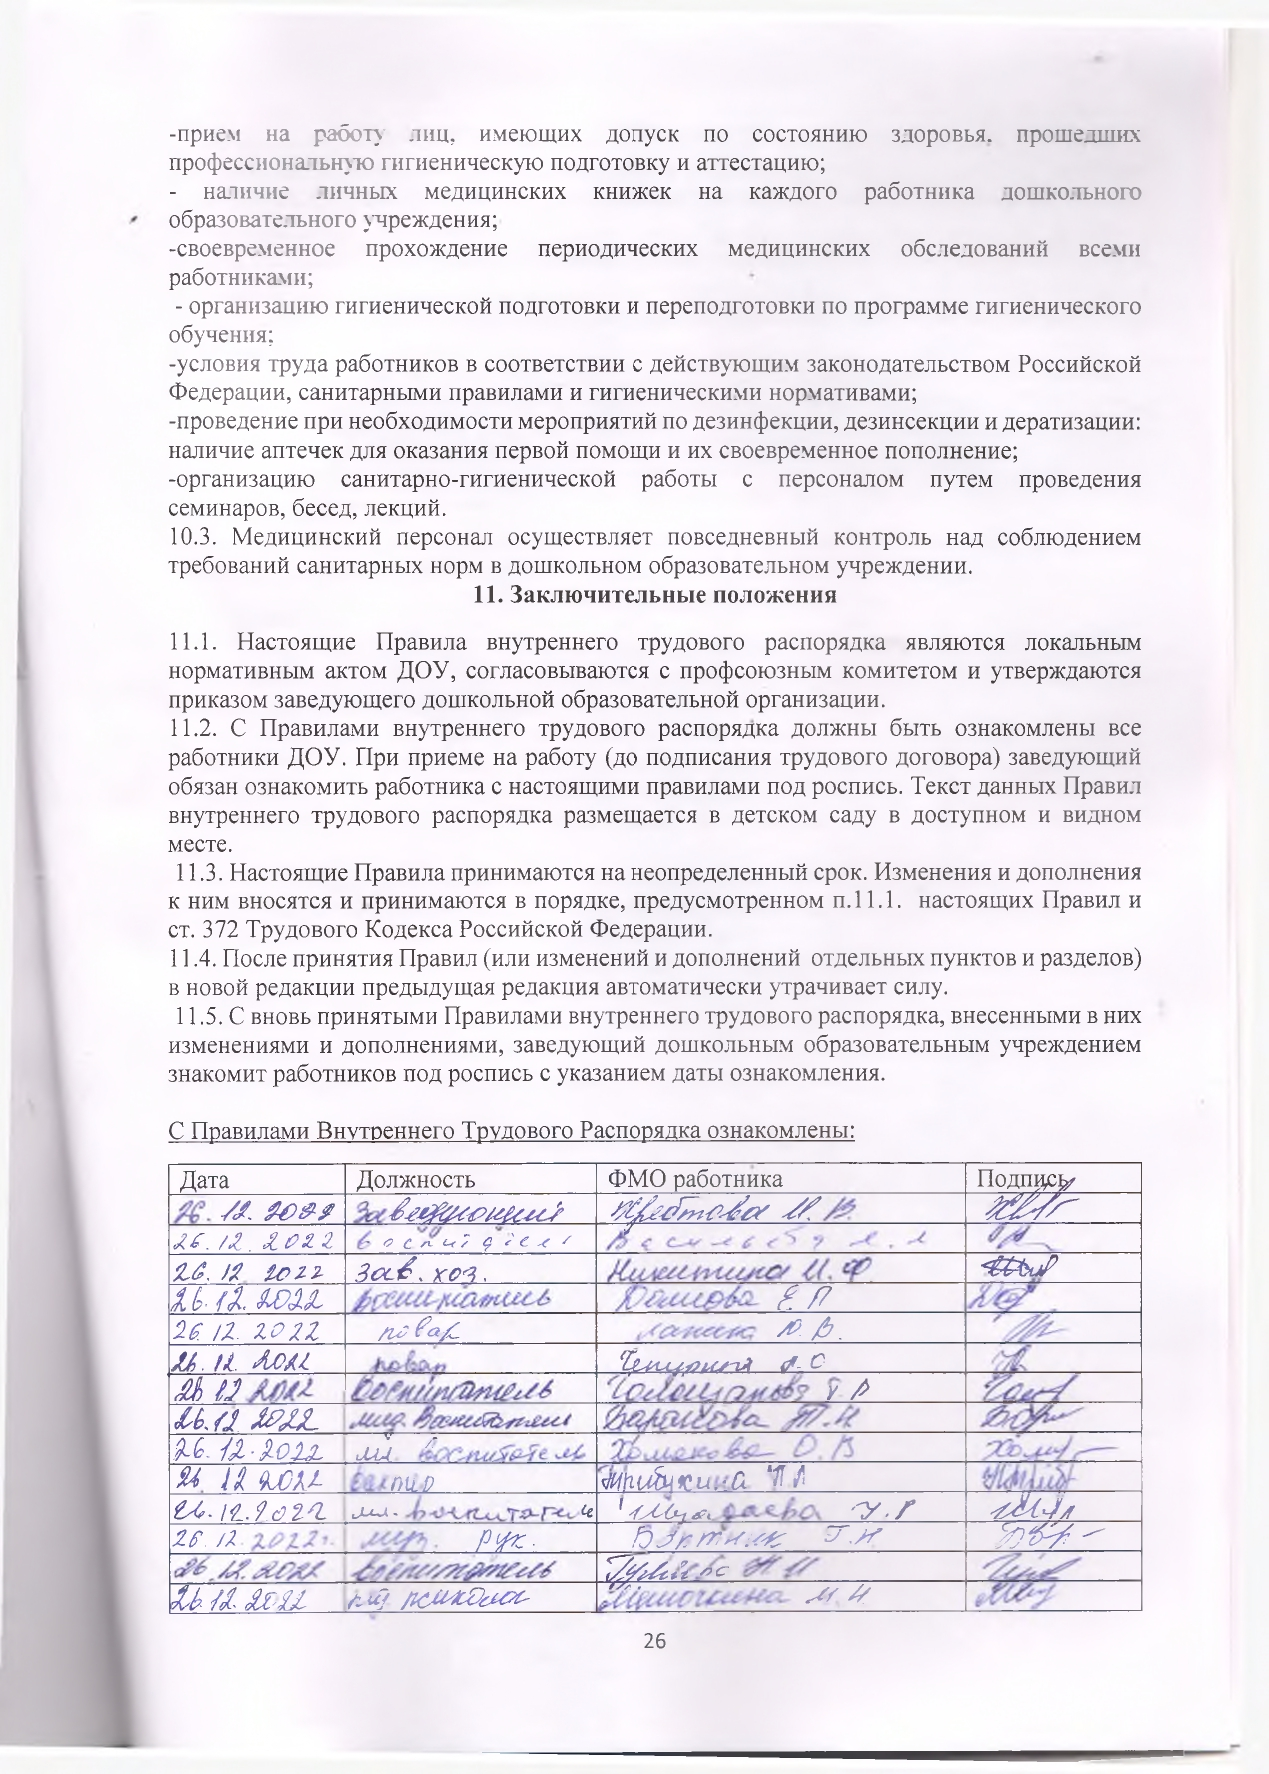 -прием на работу лиц, имеющих допуск по состоянию здоровья, прошедших
профессиональную гигиеническую подготовку и аттестацию;
- наличие личных медицинских книжек на каждого работника дошкольного
образовательного учреждения;
-своевременное прохождение периодических медицинских обследований всеми
работниками;
- организацию гигиенической подготовки и переподготовки по программе гигиенического
обучения;
-условия труда работников в соответствии с действующим законодательством Российской
Федерации, санитарными правилами и гигиеническими нормативами;
-проведение при необходимости мероприятий по дезинфекции, дезинсекции и дератизации:
наличие аптечек для оказания первой помощи и их своевременное пополнение;
-организацию санитарно-гигиенической работы с персоналом путем проведения
семинаров, бесед, лекций.
10.3. Медицинский персонал осуществляет повседневный контроль над соблюдением
требований санитарных норм в дошкольном образовательном учреждении.
11. Заключительные положения
11.1. Настоящие Правила внутреннего трудового распорядка являются локальным
нормативным актом ДОУ, согласовываются с профсоюзным комитетом и утверждаются
приказом заведующего дошкольной образовательной организации.
11.2. С Правилами внутреннего трудового распорядка должны быть ознакомлены все
работники ДОУ. При приеме на работу (до подписания трудового договора) заведующий
обязан ознакомить работника с настоящими правилами под роспись. Текст данных Правил
внутреннего трудового распорядка размещается в детском саду в доступном и видном
месте.
11.3. Настоящие Правила принимаются на неопределенный срок. Изменения и дополнения
к ним вносятся и принимаются в порядке, предусмотренном п.11.1. настоящих Правил и
ст. 372 Трудового Кодекса Российской Федерации.
11.4. После принятия Правил (или изменений и дополнений отдельных пунктов и разделов)
в новой редакции предыдущая редакция автоматически утрачивает силу.
11.5. С вновь принятыми Правилами внутреннего трудового распорядка, внесенными в них
изменениями и дополнениями, заведующий дошкольным образовательным учреждением
знакомит работников под роспись с указанием даты ознакомления.
С Правилами Внутреннего Трудового Распорядка ознакомлены:
Дата Должность ФМО работника Подпись
26.12.2022 Заведующий И.В.
26.12.2022 воспитатель
26.12.2022 Зав.хоз. Никитина И.Ф
26.12.2022 воспитатель Е.П
26.12.2022 повар Ю.В.
26.12.2022 повар
26 12 2022 воспитатель
26.12.2022 мл. воспитатель Баранова Т.Н
26.12.2022 мл. воспитатель Хомякова О.В
26 12 2022
26.12.2022 мл. воспитатель
26.12.2022г. муз. рук. Бортник Г.Н
26.12.2022 воспитатель
26.12.2022 М.Н
26